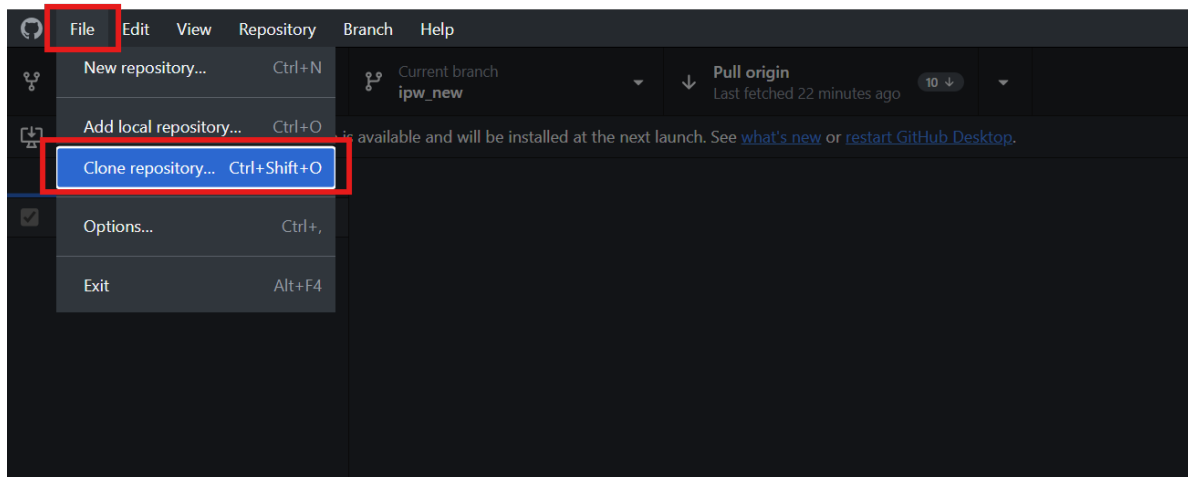 File Edit View Repository Branch Help
New repository... Ctrl+N
Add local repository... Ctrl+O
Clone repository... Ctrl+Shift+O
Options... Ctrl+,
Exit Alt+F4
Current branch
ipw_new
Pull origin
Last fetched 22 minutes ago
10
is available and will be installed at the next launch. See what's new or restart GitHub Desktop.